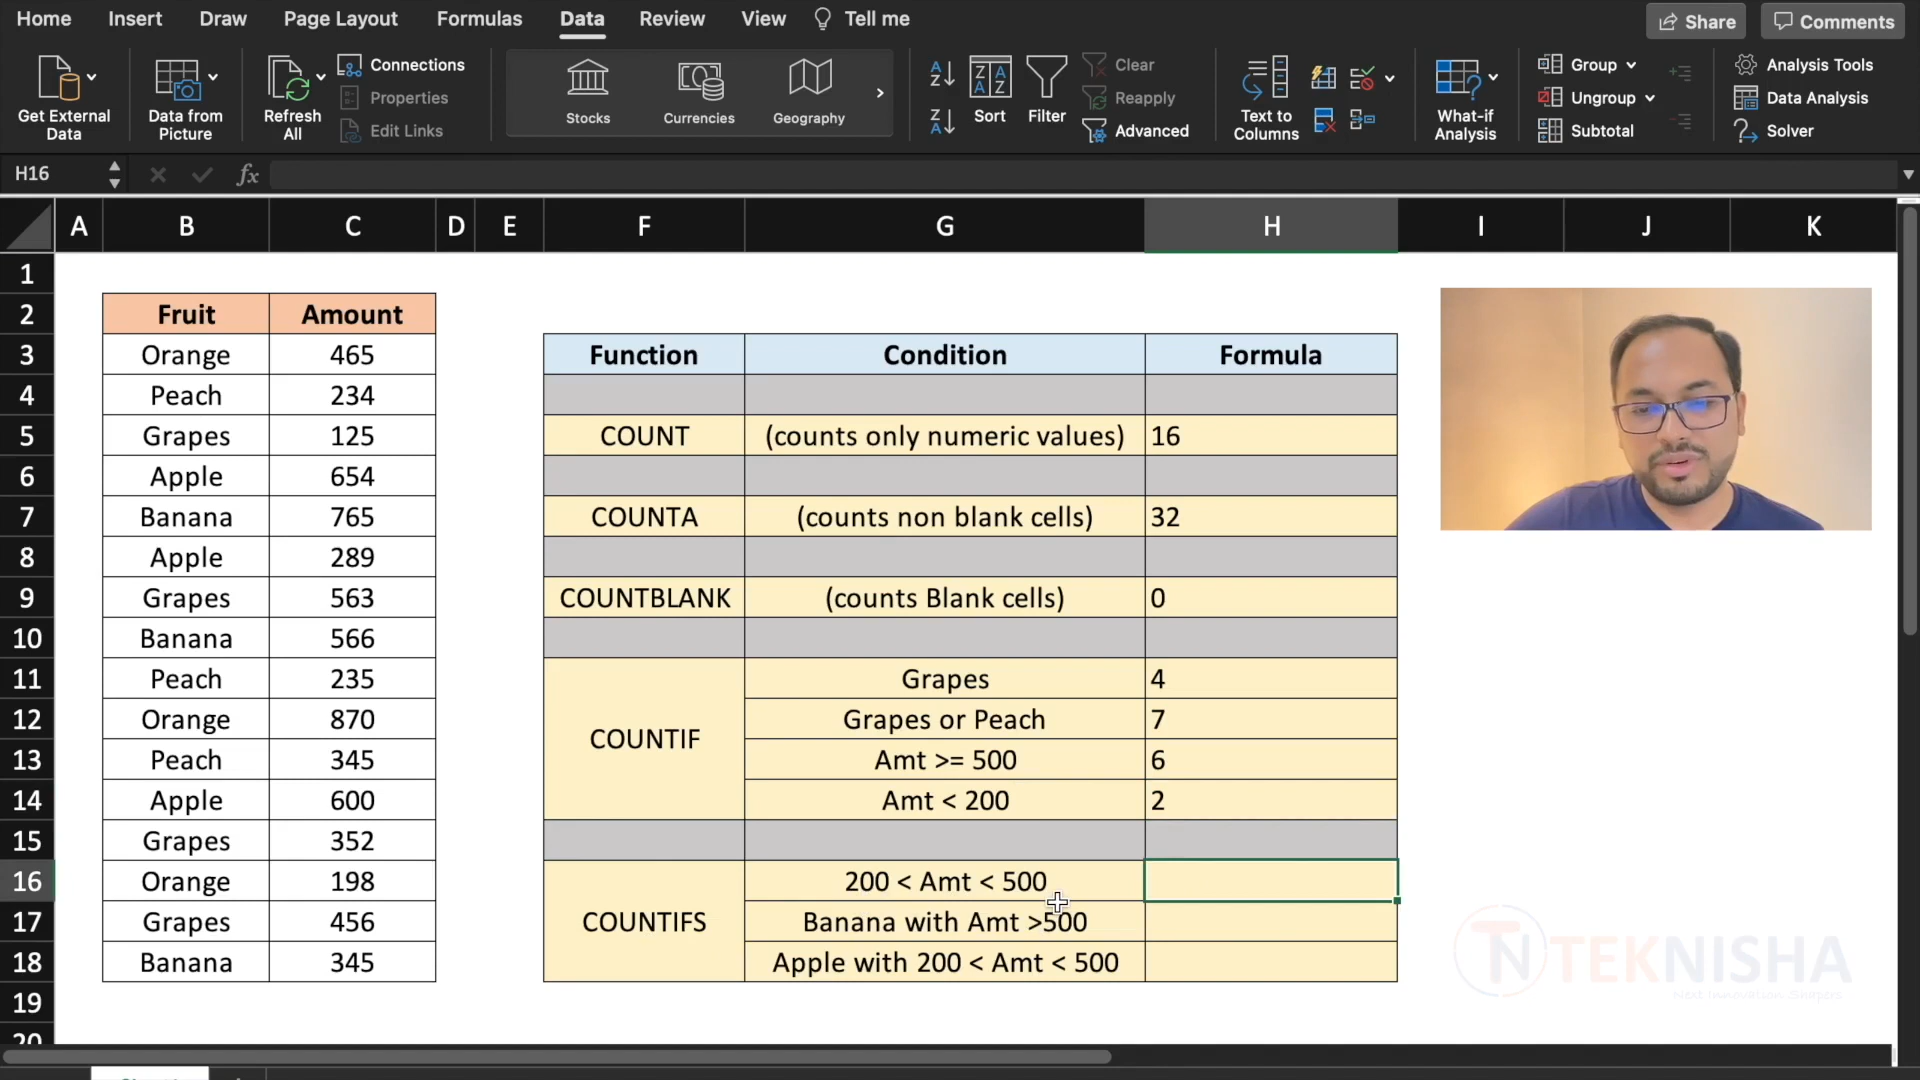 Home Insert Draw Page Layout Formulas Data Review View Tell me Share Comments
Get External Data
Data from Picture
Refresh All
Connections
Properties
Edit Links
Stocks
Currencies
Geography
Sort
Filter
Clear
Reapply
Advanced
Text to Columns
What-if Analysis
Group
Ungroup
Subtotal
Analysis Tools
Data Analysis
Solver
H16 fx
A B C D E F G H I J K
1
2 Fruit Amount
3 Orange 465 Function Condition Formula
4 Peach 234
5 Grapes 125 COUNT (counts only numeric values) 16
6 Apple 654
7 Banana 765 COUNTA (counts non blank cells) 32
8 Apple 289
9 Grapes 563 COUNTBLANK (counts Blank cells) 0
10 Banana 566
11 Peach 235 Grapes 4
12 Orange 870 COUNTIF Grapes or Peach 7
13 Peach 345 Amt >= 500 6
14 Apple 600 Amt < 200 2
15 Grapes 352
16 Orange 198 200 < Amt < 500
17 Grapes 456 COUNTIFS Banana with Amt >500
18 Banana 345 Apple with 200 < Amt < 500
19
20
TN TEKNISHA
Next Innovation Shapers